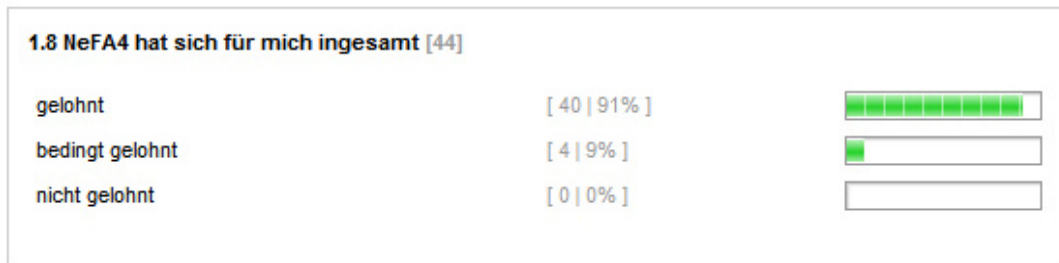 1.8 NeFA4 hat sich für mich ingesamt [44]
gelohnt [ 40 | 91% ]
bedingt gelohnt [ 4 | 9% ]
nicht gelohnt [ 0 | 0% ]